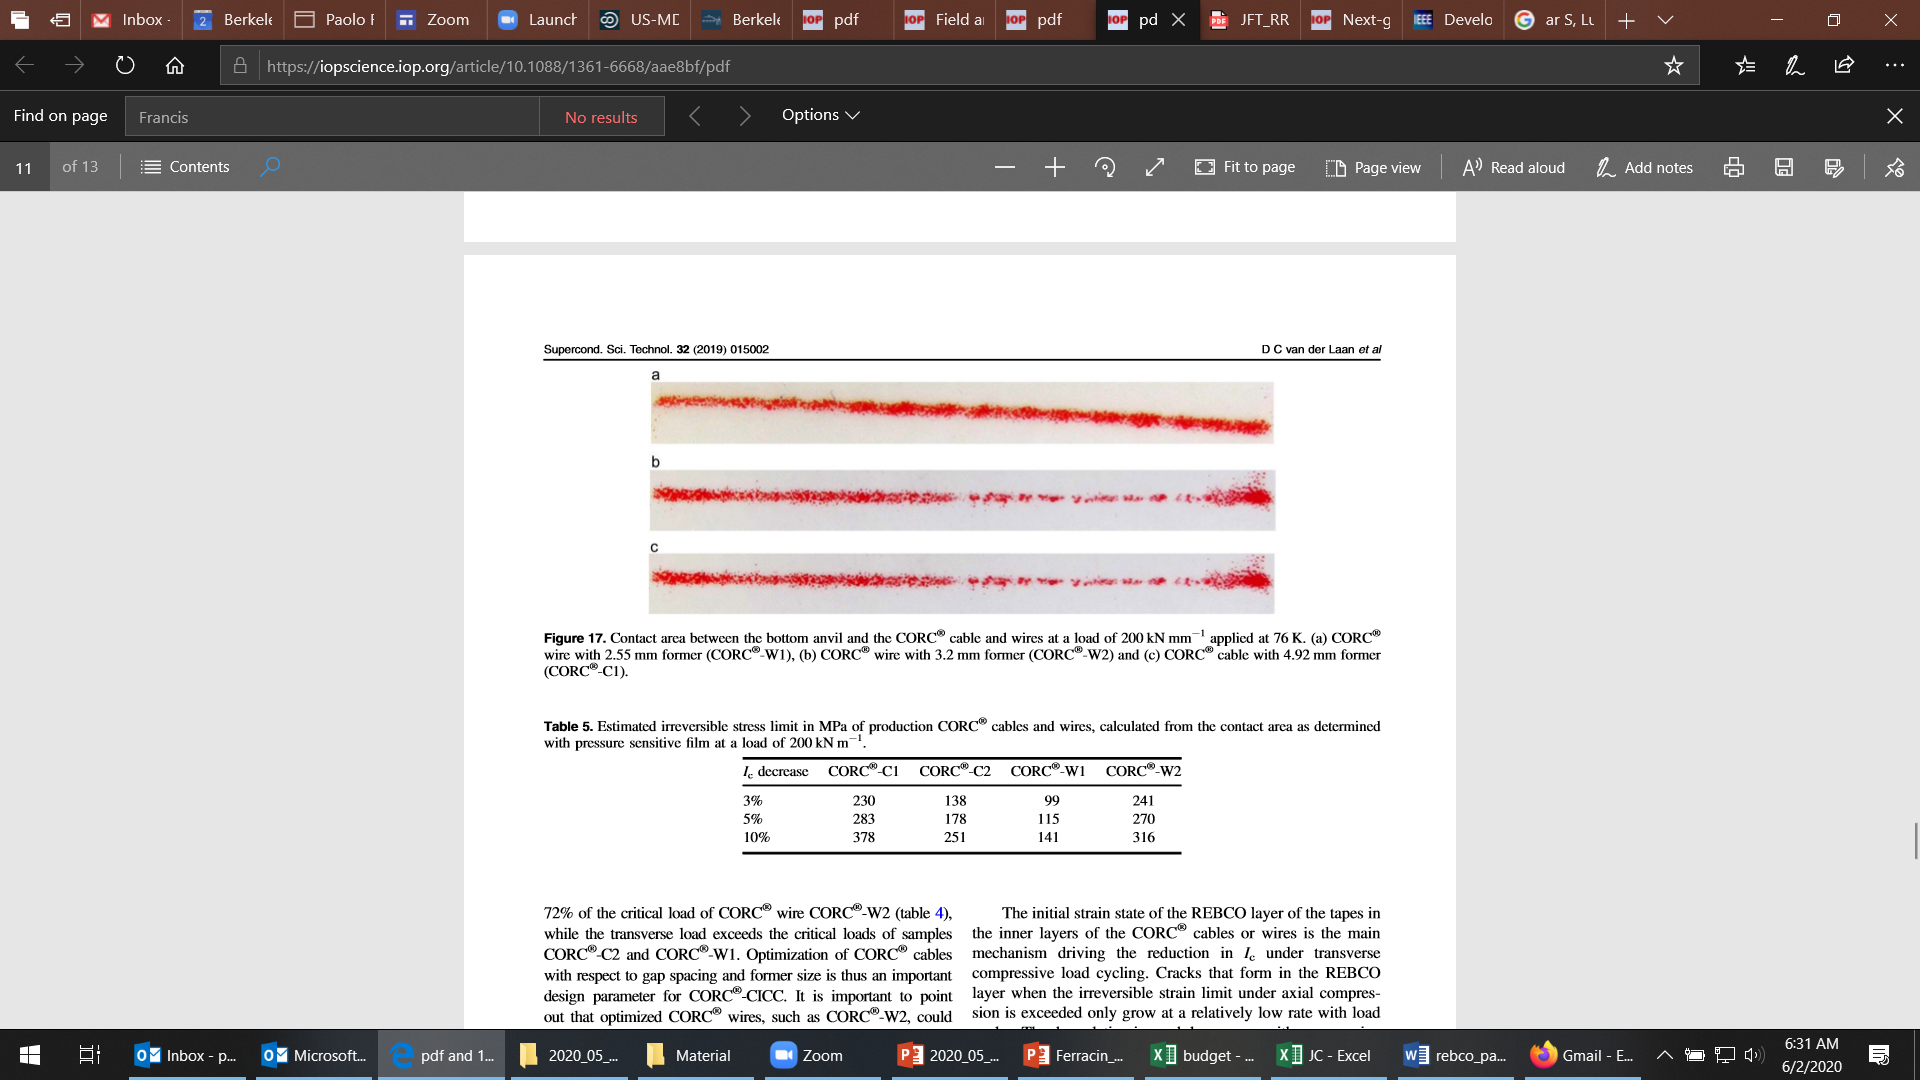 Inbox -
Berkele
Paolo F
Zoom
Launch
US-MD
Berkele
pdf
Field a
pdf
pd
JFT_RR
Next-g
Develo
ar S, Lu
https://iopscience.iop.org/article/10.1088/1361-6668/aae8bf/pdf
Find on page
Francis
No results
Options
11
of 13
Contents
Fit to page
Page view
Read aloud
Add notes
Supercond. Sci. Technol. 32 (2019) 015002
D C van der Laan et al
a
b
c
Figure 17. Contact area between the bottom anvil and the CORC® cable and wires at a load of 200 kN mm⁻¹ applied at 76 K. (a) CORC®
wire with 2.55 mm former (CORC®-W1), (b) CORC® wire with 3.2 mm former (CORC®-W2) and (c) CORC® cable with 4.92 mm former
(CORC®-C1).
Table 5. Estimated irreversible stress limit in MPa of production CORC® cables and wires, calculated from the contact area as determined
with pressure sensitive film at a load of 200 kN m⁻¹.
Ic decrease CORC®-C1 CORC®-C2 CORC®-W1 CORC®-W2
3% 230 138 99 241
5% 283 178 115 270
10% 378 251 141 316
72% of the critical load of CORC® wire CORC®-W2 (table 4),
while the transverse load exceeds the critical loads of samples
CORC®-C2 and CORC®-W1. Optimization of CORC® cables
with respect to gap spacing and former size is thus an important
design parameter for CORC®-CICC. It is important to point
out that optimized CORC® wires, such as CORC®-W2, could
The initial strain state of the REBCO layer of the tapes in
the inner layers of the CORC® cables or wires is the main
mechanism driving the reduction in Ic under transverse
compressive load cycling. Cracks that form in the REBCO
layer when the irreversible strain limit under axial compres-
sion is exceeded only grow at a relatively low rate with load
Inbox - p...
Microsoft...
pdf and 1...
2020_05_...
Material
Zoom
2020_05_...
Ferracin_...
budget - ...
JC - Excel
rebco_pa...
Gmail - E...
6:31 AM
6/2/2020